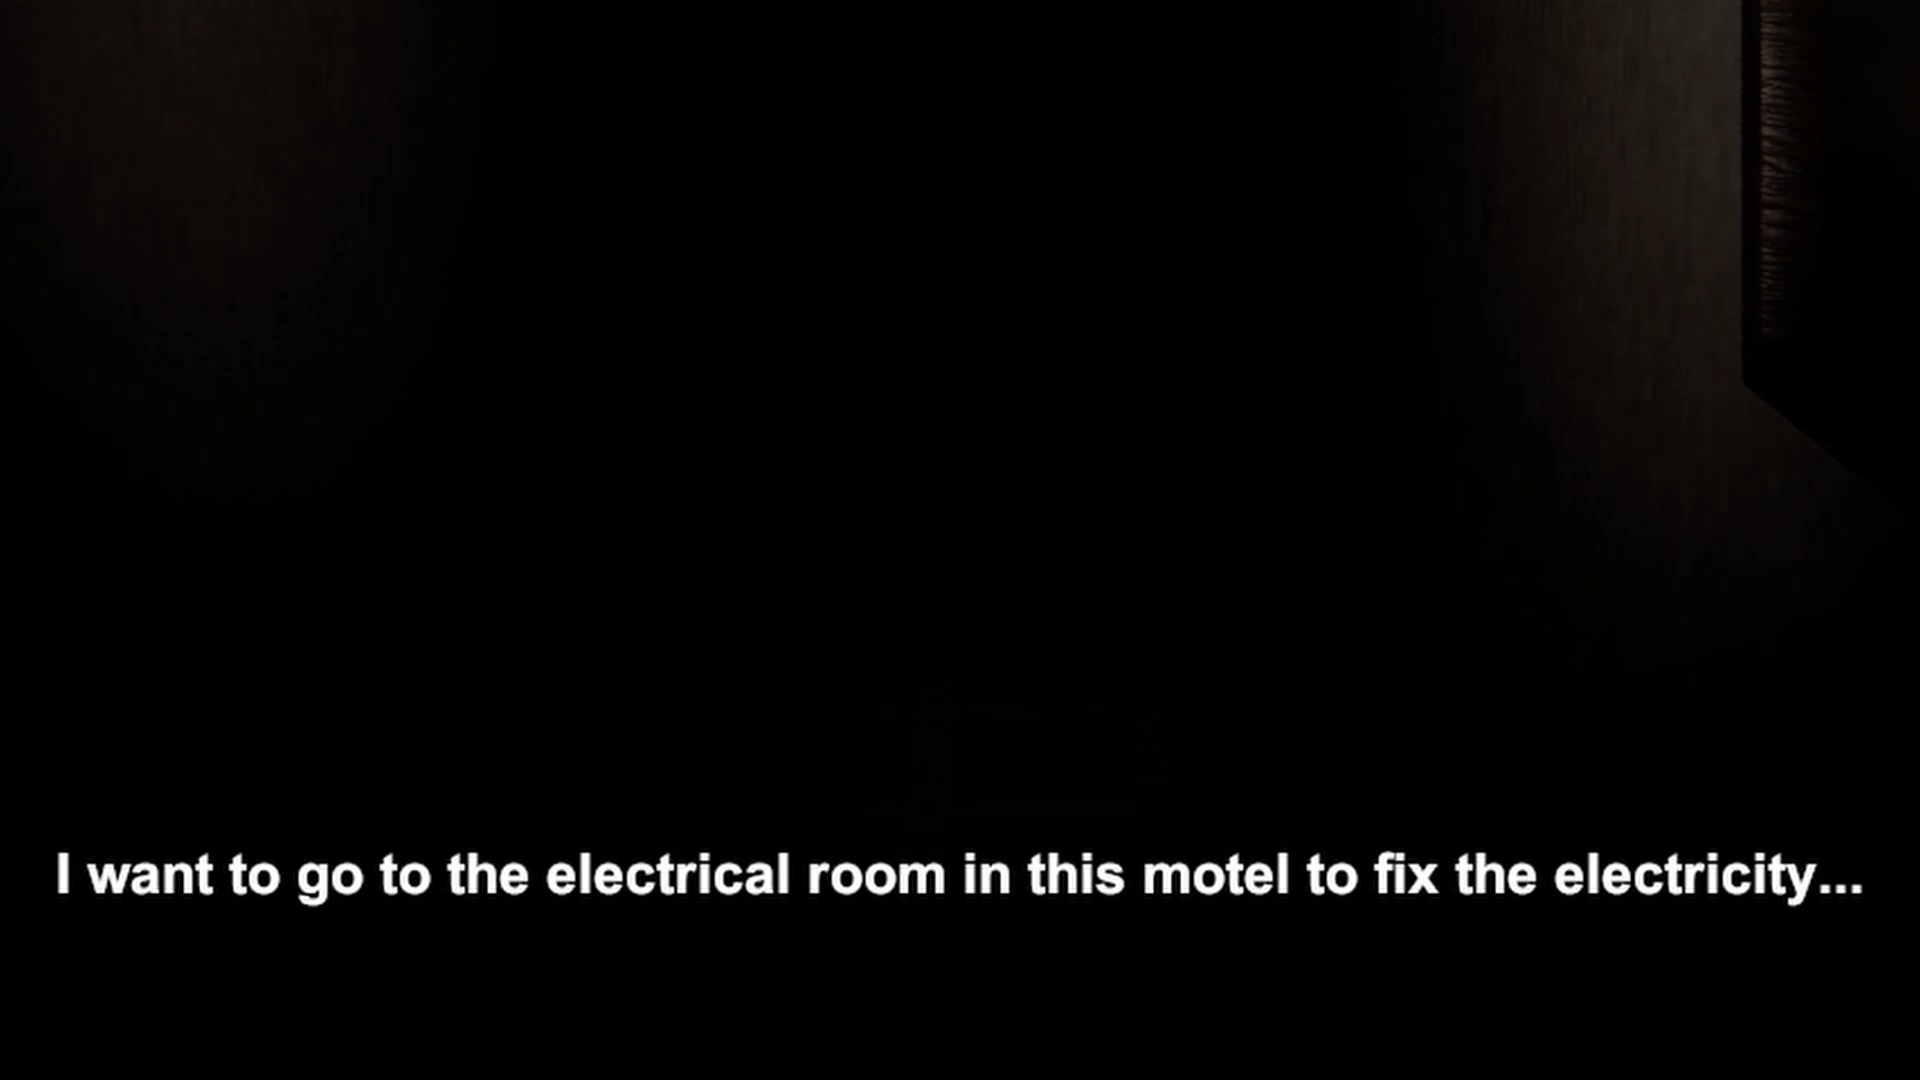 I want to go to the electrical room in this motel to fix the electricity...